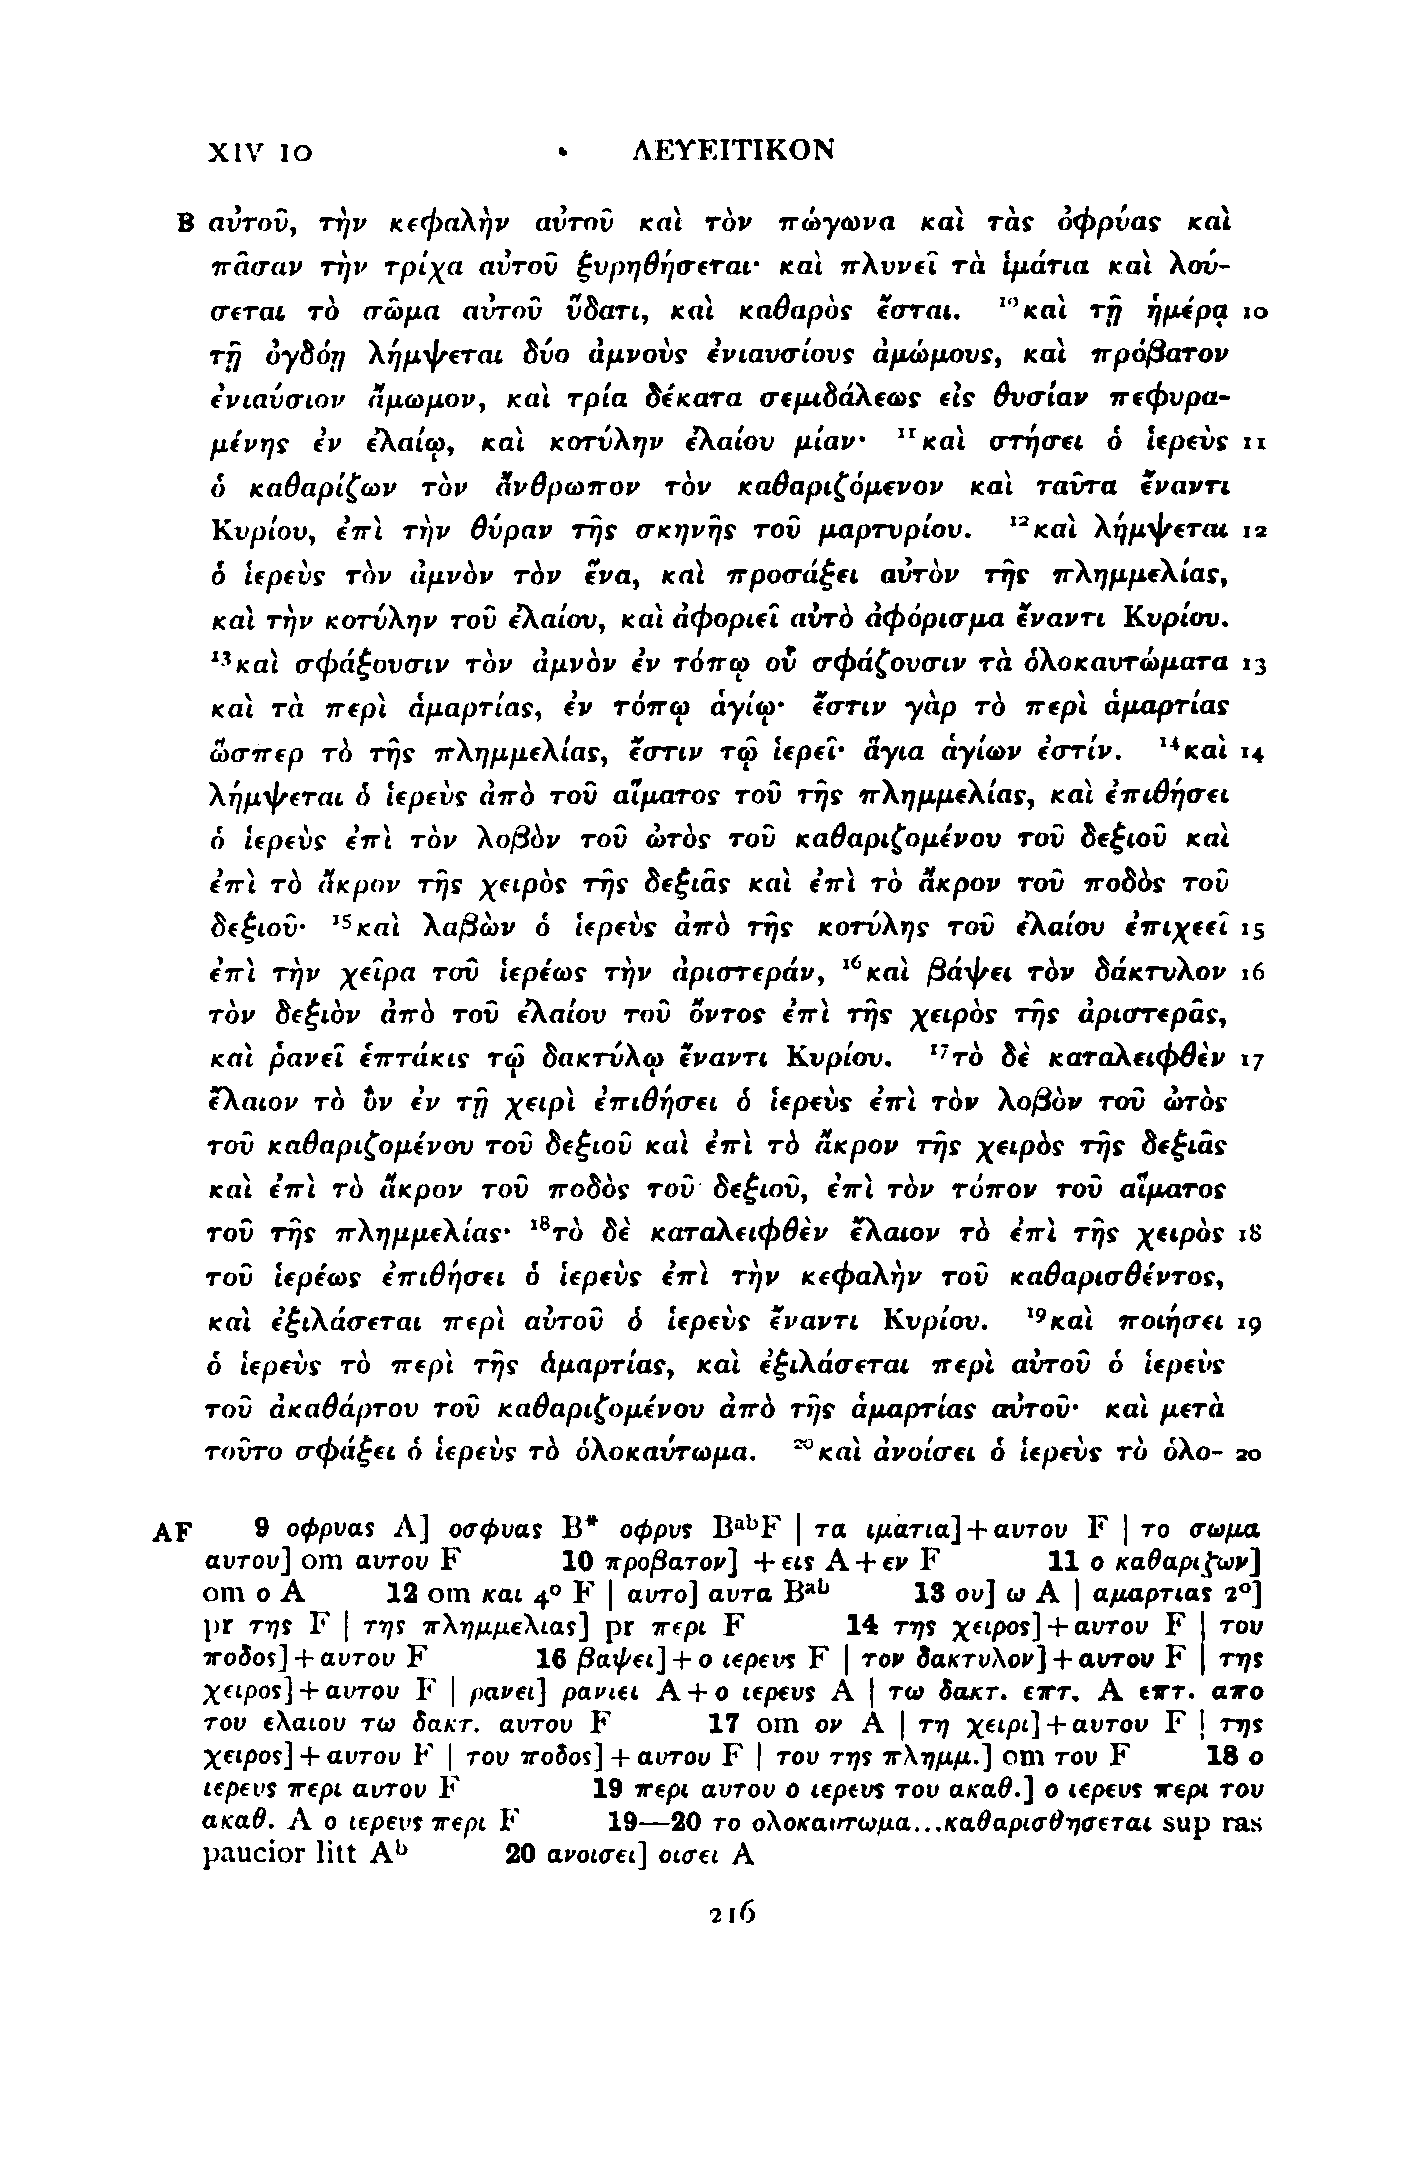 XIV 10 ΛΕΥΕΙΤΙΚΟΝ
B αὐτοῦ, τὴν κεφαλὴν αὐτοῦ καὶ τὸν πώγωνα καὶ τὰς ὀφρύας καὶ
πᾶσαν τὴν τρίχα αὐτοῦ ξυρηθήσεται· καὶ πλυνεῖ τὰ ἱμάτια καὶ λού-
σεται τὸ σῶμα αὐτοῦ ὕδατι, καὶ καθαρὸς ἔσται. ¹⁰καὶ τῇ ἡμέρᾳ 10
τῇ ὀγδόῃ λήμψεται δύο ἀμνοὺς ἐνιαυσίους ἀμώμους, καὶ πρόβατον
ἐνιαύσιον ἄμωμον, καὶ τρία δέκατα σεμιδάλεως εἰς θυσίαν πεφυρα-
μένης ἐν ἐλαίῳ, καὶ κοτύλην ἐλαίου μίαν· ¹¹καὶ στήσει ὁ ἱερεὺς 11
ὁ καθαρίζων τὸν ἄνθρωπον τὸν καθαριζόμενον καὶ ταῦτα ἔναντι
Κυρίου, ἐπὶ τὴν θύραν τῆς σκηνῆς τοῦ μαρτυρίου. ¹²καὶ λήμψεται 12
ὁ ἱερεὺς τὸν ἀμνὸν τὸν ἕνα, καὶ προσάξει αὐτὸν τῆς πλημμελίας,
καὶ τὴν κοτύλην τοῦ ἐλαίου, καὶ ἀφοριεῖ αὐτὸ ἀφόρισμα ἔναντι Κυρίου.
¹³καὶ σφάξουσιν τὸν ἀμνὸν ἐν τόπῳ οὗ σφάζουσιν τὰ ὁλοκαυτώματα 13
καὶ τὰ περὶ ἁμαρτίας, ἐν τόπῳ ἁγίῳ· ἔστιν γὰρ τὸ περὶ ἁμαρτίας
ὥσπερ τὸ τῆς πλημμελίας, ἔστιν τῷ ἱερεῖ· ἅγια ἁγίων ἐστίν. ¹⁴καὶ 14
λήμψεται ὁ ἱερεὺς ἀπὸ τοῦ αἵματος τοῦ τῆς πλημμελίας, καὶ ἐπιθήσει
ὁ ἱερεὺς ἐπὶ τὸν λοβὸν τοῦ ὠτὸς τοῦ καθαριζομένου τοῦ δεξιοῦ καὶ
ἐπὶ τὸ ἄκρον τῆς χειρὸς τῆς δεξιᾶς καὶ ἐπὶ τὸ ἄκρον τοῦ ποδὸς τοῦ
δεξιοῦ· ¹⁵καὶ λαβὼν ὁ ἱερεὺς ἀπὸ τῆς κοτύλης τοῦ ἐλαίου ἐπιχεεῖ 15
ἐπὶ τὴν χεῖρα τοῦ ἱερέως τὴν ἀριστεράν, ¹⁶καὶ βάψει τὸν δάκτυλον 16
τὸν δεξιὸν ἀπὸ τοῦ ἐλαίου τοῦ ὄντος ἐπὶ τῆς χειρὸς τῆς ἀριστερᾶς,
καὶ ῥανεῖ ἑπτάκις τῷ δακτύλῳ ἔναντι Κυρίου. ¹⁷τὸ δὲ καταλειφθὲν 17
ἔλαιον τὸ ὂν ἐν τῇ χειρὶ ἐπιθήσει ὁ ἱερεὺς ἐπὶ τὸν λοβὸν τοῦ ὠτὸς
τοῦ καθαριζομένου τοῦ δεξιοῦ καὶ ἐπὶ τὸ ἄκρον τῆς χειρὸς τῆς δεξιᾶς
καὶ ἐπὶ τὸ ἄκρον τοῦ ποδὸς τοῦ δεξιοῦ, ἐπὶ τὸν τόπον τοῦ αἵματος
τοῦ τῆς πλημμελίας· ¹⁸τὸ δὲ καταλειφθὲν ἔλαιον τὸ ἐπὶ τῆς χειρὸς 18
τοῦ ἱερέως ἐπιθήσει ὁ ἱερεὺς ἐπὶ τὴν κεφαλὴν τοῦ καθαρισθέντος,
καὶ ἐξιλάσεται περὶ αὐτοῦ ὁ ἱερεὺς ἔναντι Κυρίου. ¹⁹καὶ ποιήσει 19
ὁ ἱερεὺς τὸ περὶ τῆς ἁμαρτίας, καὶ ἐξιλάσεται περὶ αὐτοῦ ὁ ἱερεὺς
τοῦ ἀκαθάρτου τοῦ καθαριζομένου ἀπὸ τῆς ἁμαρτίας αὐτοῦ· καὶ μετὰ
τοῦτο σφάξει ὁ ἱερεὺς τὸ ὁλοκαύτωμα. ²⁰καὶ ἀνοίσει ὁ ἱερεὺς τὸ ὁλο- 20
AF 9 οφρυας A] οσφυας B* οφρυς BᵃᵇF | τα ιματια]+αυτου F | το σωμα
αυτου] om αυτου F 10 προβατον] +εις A+εν F 11 ο καθαριζων]
om ο A 12 om και 4° F | αυτο] αυτα Bᵃᵇ 13 ου] ω A | αμαρτιας 2°]
pr της F | της πλημμελιας] pr περι F 14 της χειρος]+αυτου F | του
ποδος]+αυτου F 16 βαψει]+ο ιερευς F | τον δακτυλον]+αυτου F | της
χειρος]+αυτου F | ρανει] ρανιει A+ο ιερευς A | τω δακτ. επτ. A επτ. απο
του ελαιου τω δακτ. αυτου F 17 om ον A | τη χειρι]+αυτου F | της
χειρος]+αυτου F | του ποδος]+αυτου F | του της πλημμ.] om του F 18 ο
ιερευς περι αυτου F 19 περι αυτου ο ιερευς του ακαθ.] ο ιερευς περι του
ακαθ. A ο ιερευς περι F 19—20 το ολοκαυτωμα...καθαρισθησεται sup ras
paucior litt Aᵇ 20 ανοισει] οισει A
216